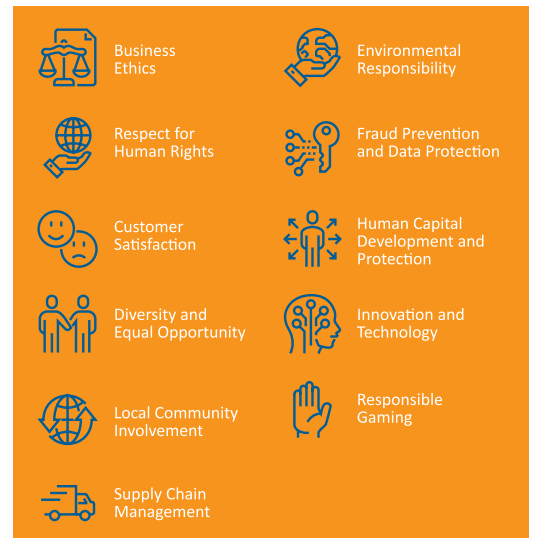 Business
Ethics
Environmental
Responsibility
Respect for
Human Rights
Fraud Prevention
and Data Protection
Customer
Satisfaction
Human Capital
Development and
Protection
Diversity and
Equal Opportunity
Innovation and
Technology
Local Community
Involvement
Responsible
Gaming
Supply Chain
Management